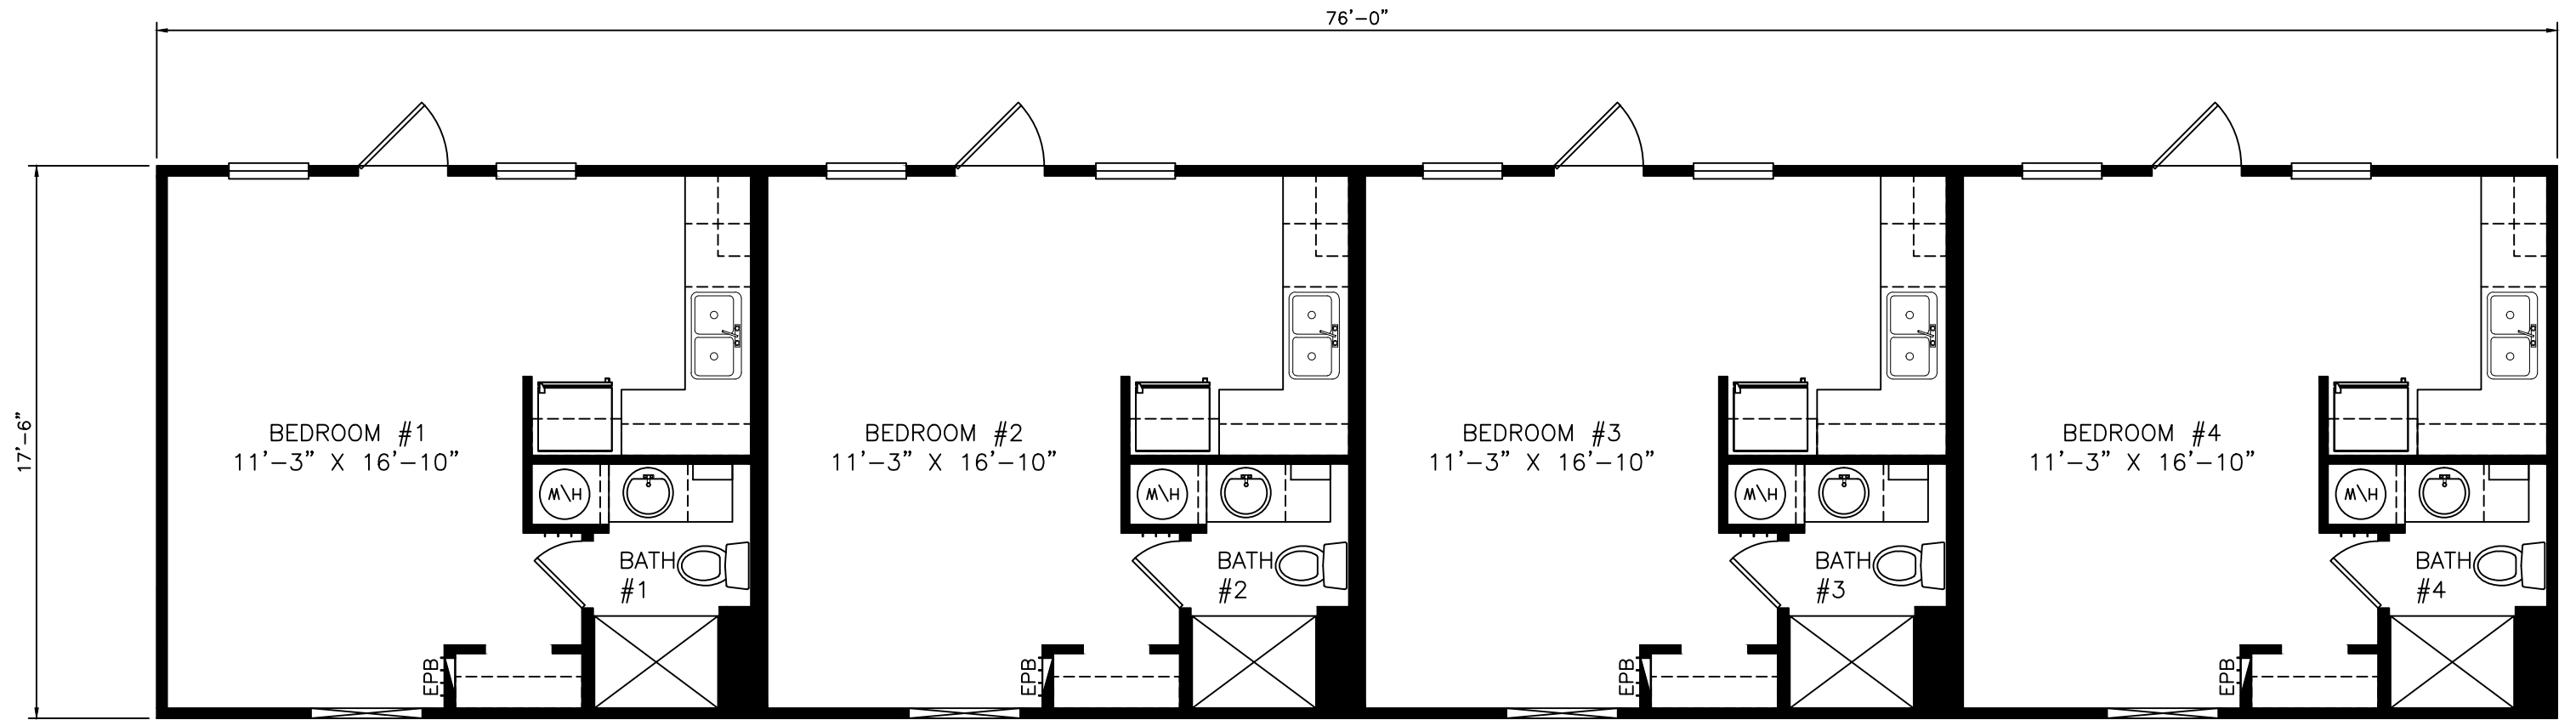 76'-0"
17'-6"
BEDROOM #1
11'-3" X 16'-10"
BEDROOM #2
11'-3" X 16'-10"
BEDROOM #3
11'-3" X 16'-10"
BEDROOM #4
11'-3" X 16'-10"
W\H
W\H
W\H
W\H
BATH
#1
BATH
#2
BATH
#3
BATH
#4
EPB
EPB
EPB
EPB